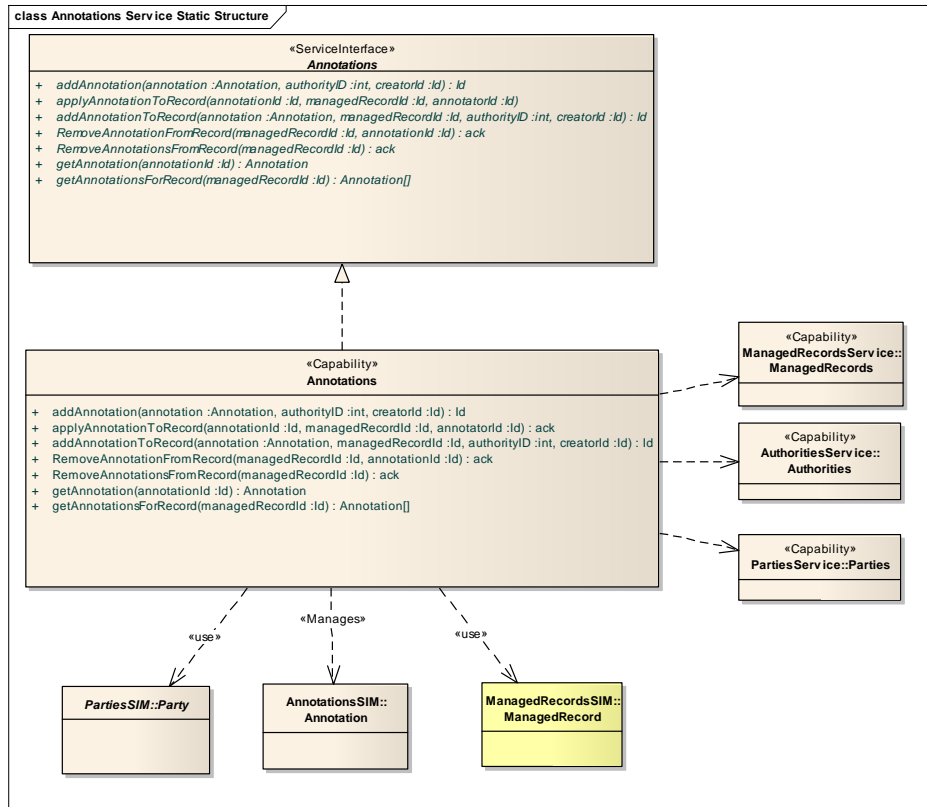 class Annotations Service Static Structure
«ServiceInterface»
Annotations
+ addAnnotation(annotation :Annotation, authorityID :int, creatorId :Id) : Id
+ applyAnnotationToRecord(annotationId :Id, managedRecordId :Id, annotatorId :Id)
+ addAnnotationToRecord(annotation :Annotation, managedRecordId :Id, authorityID :int, creatorId :Id) : Id
+ RemoveAnnotationFromRecord(managedRecordId :Id, annotationId :Id) : ack
+ RemoveAnnotationsFromRecord(managedRecordId :Id) : ack
+ getAnnotation(annotationId :Id) : Annotation
+ getAnnotationsForRecord(managedRecordId :Id) : Annotation[]
«Capability»
Annotations
+ addAnnotation(annotation :Annotation, authorityID :int, creatorId :Id) : Id
+ applyAnnotationToRecord(annotationId :Id, managedRecordId :Id, annotatorId :Id) : ack
+ addAnnotationToRecord(annotation :Annotation, managedRecordId :Id, authorityID :int, creatorId :Id) : Id
+ RemoveAnnotationFromRecord(managedRecordId :Id, annotationId :Id) : ack
+ RemoveAnnotationsFromRecord(managedRecordId :Id) : ack
+ getAnnotation(annotationId :Id) : Annotation
+ getAnnotationsForRecord(managedRecordId :Id) : Annotation[]
«Capability»
ManagedRecordsService::
ManagedRecords
«Capability»
AuthoritiesService::
Authorities
«Capability»
PartiesService::Parties
«use»
«Manages»
«use»
PartiesSIM::Party
AnnotationsSIM::
Annotation
ManagedRecordsSIM::
ManagedRecord